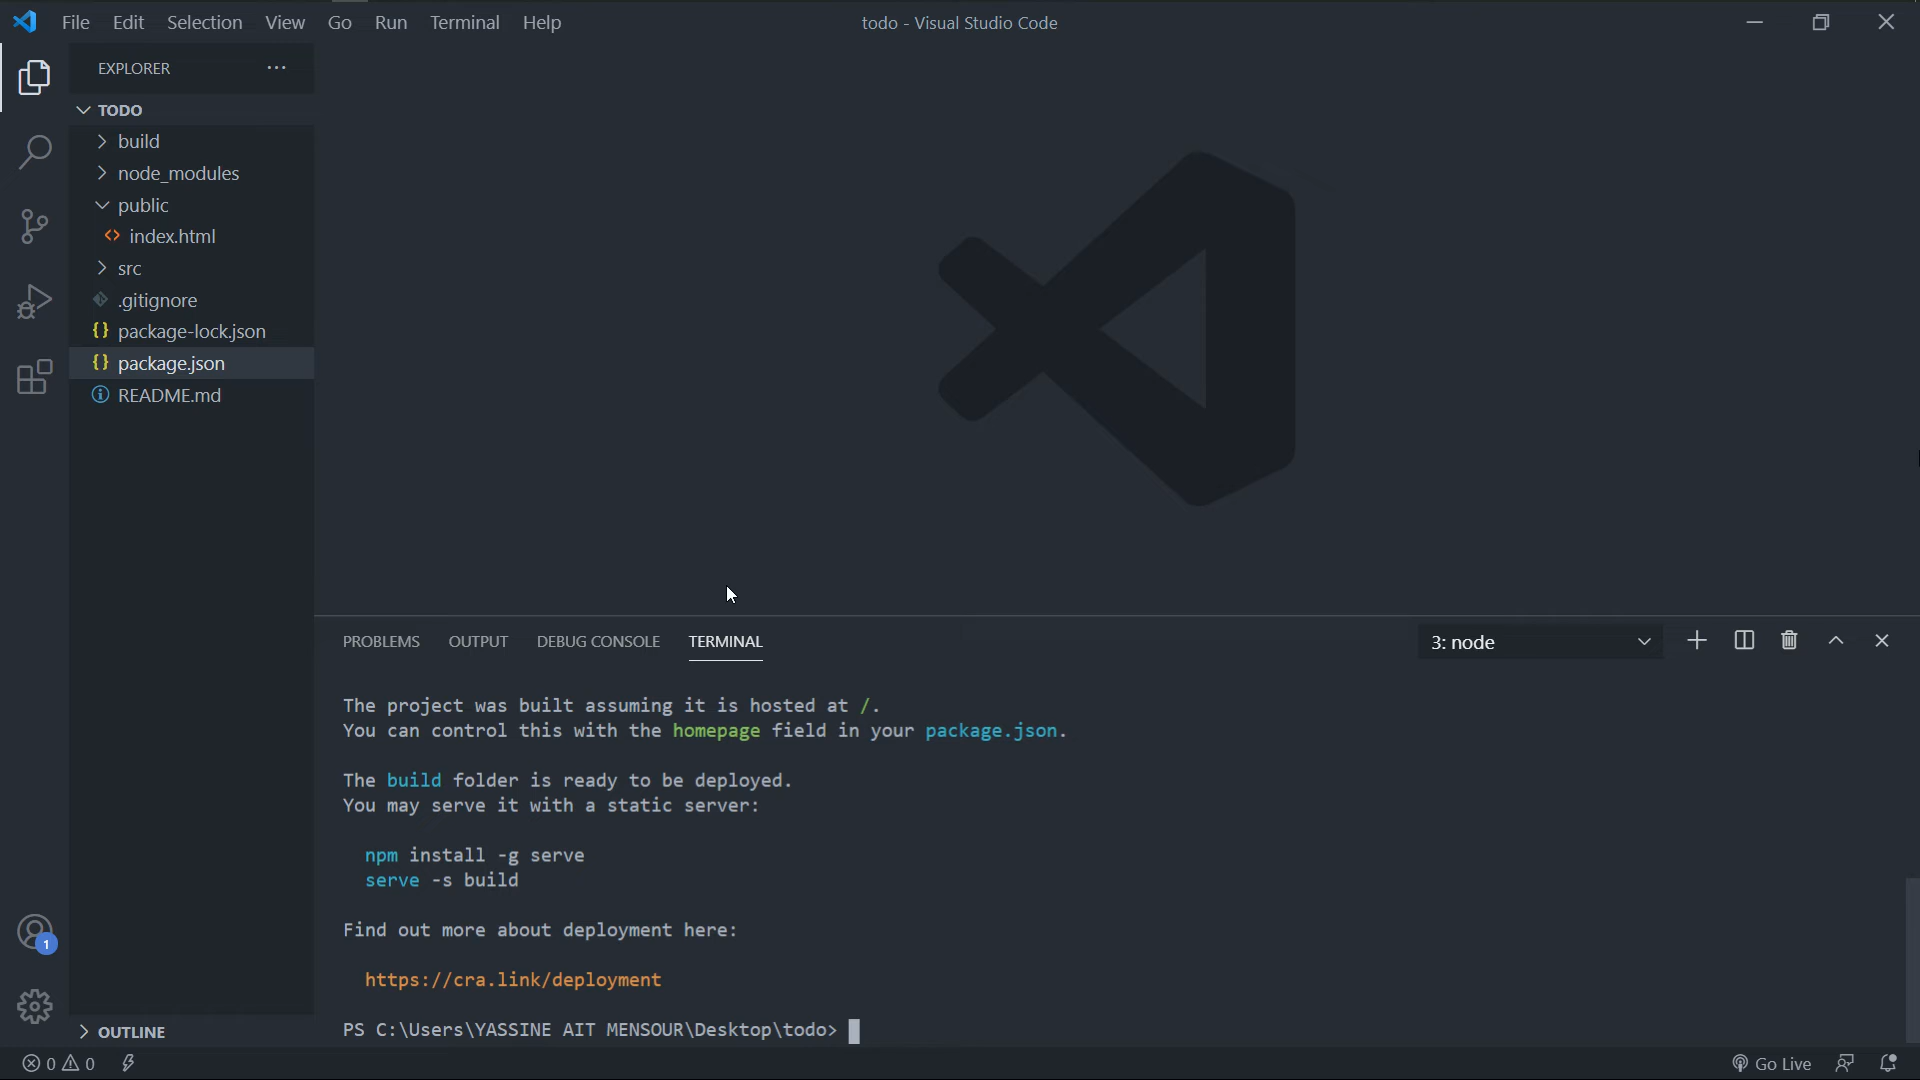 File Edit Selection View Go Run Terminal Help
todo - Visual Studio Code
EXPLORER
TODO
build
node_modules
public
index.html
src
.gitignore
package-lock.json
package.json
README.md
OUTLINE
PROBLEMS OUTPUT DEBUG CONSOLE TERMINAL
3: node
The project was built assuming it is hosted at /.
You can control this with the homepage field in your package.json.
The build folder is ready to be deployed.
You may serve it with a static server:
npm install -g serve
serve -s build
Find out more about deployment here:
https://cra.link/deployment
PS C:\Users\YASSINE AIT MENSOUR\Desktop\todo>
1
0 0
Go Live